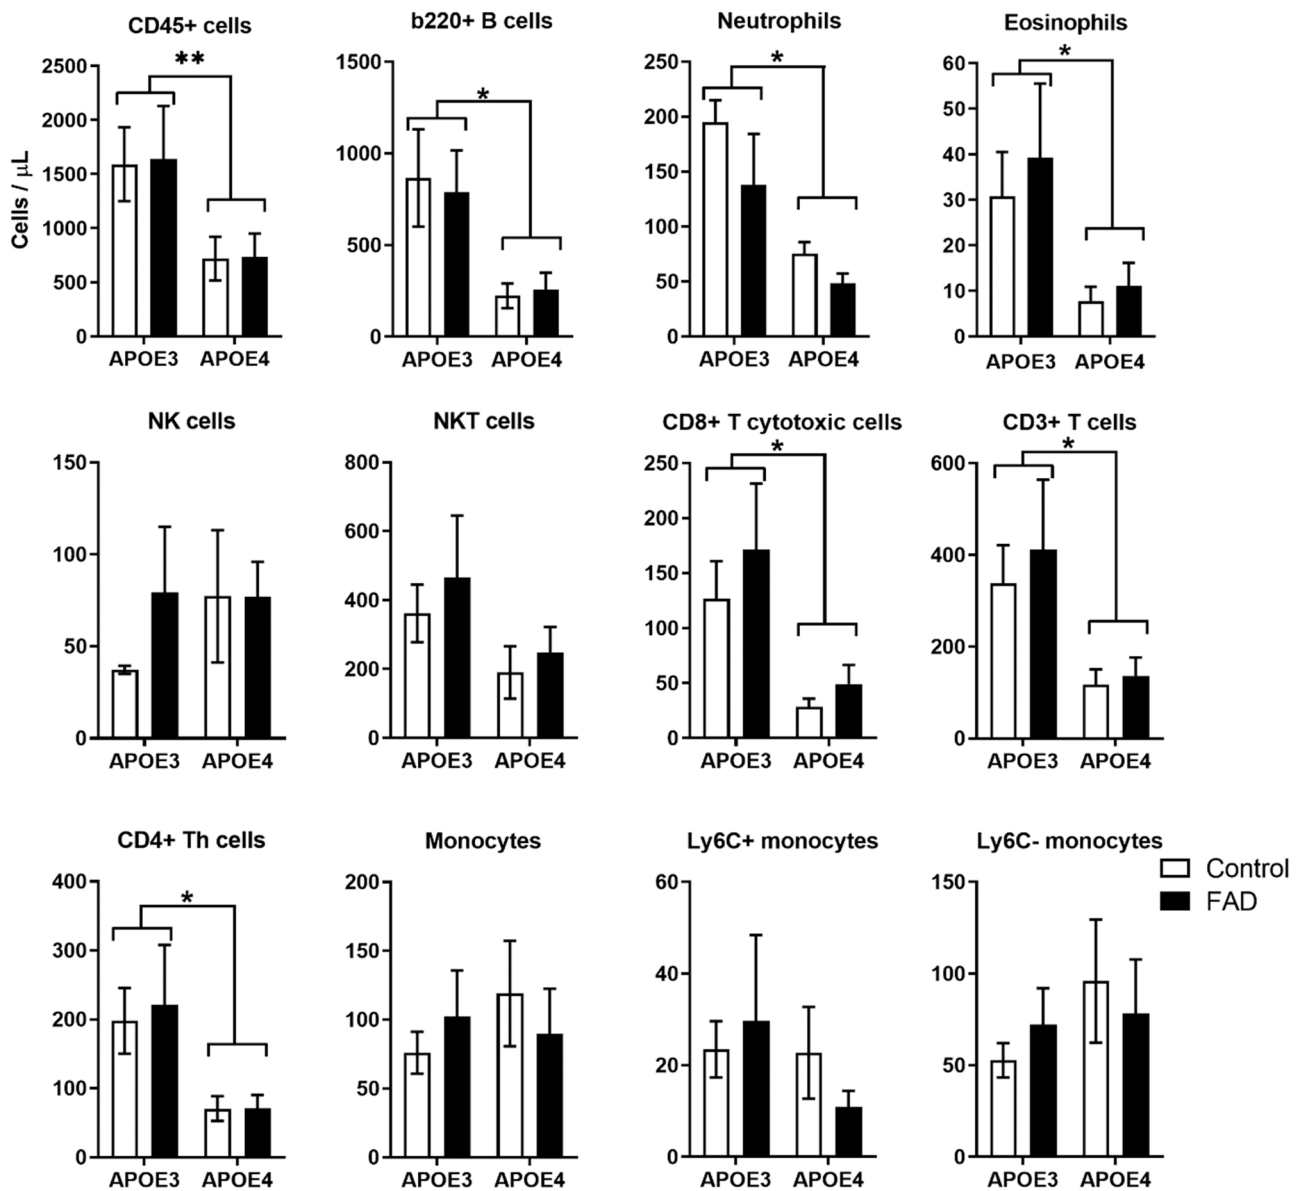 CD45+ cells
b220+ B cells
Neutrophils
Eosinophils
**
*
*
*
Cells / μL
2500
2000
1500
1000
500
0
APOE3 APOE4
1500
1000
500
0
APOE3 APOE4
250
200
150
100
50
0
APOE3 APOE4
60
50
40
30
20
10
0
APOE3 APOE4
NK cells
NKT cells
CD8+ T cytotoxic cells
CD3+ T cells
*
*
150
100
50
0
APOE3 APOE4
800
600
400
200
0
APOE3 APOE4
250
200
150
100
50
0
APOE3 APOE4
600
400
200
0
APOE3 APOE4
CD4+ Th cells
Monocytes
Ly6C+ monocytes
Ly6C- monocytes
*
400
300
200
100
0
APOE3 APOE4
200
150
100
50
0
APOE3 APOE4
60
40
20
0
APOE3 APOE4
150
100
50
0
APOE3 APOE4
Control
FAD